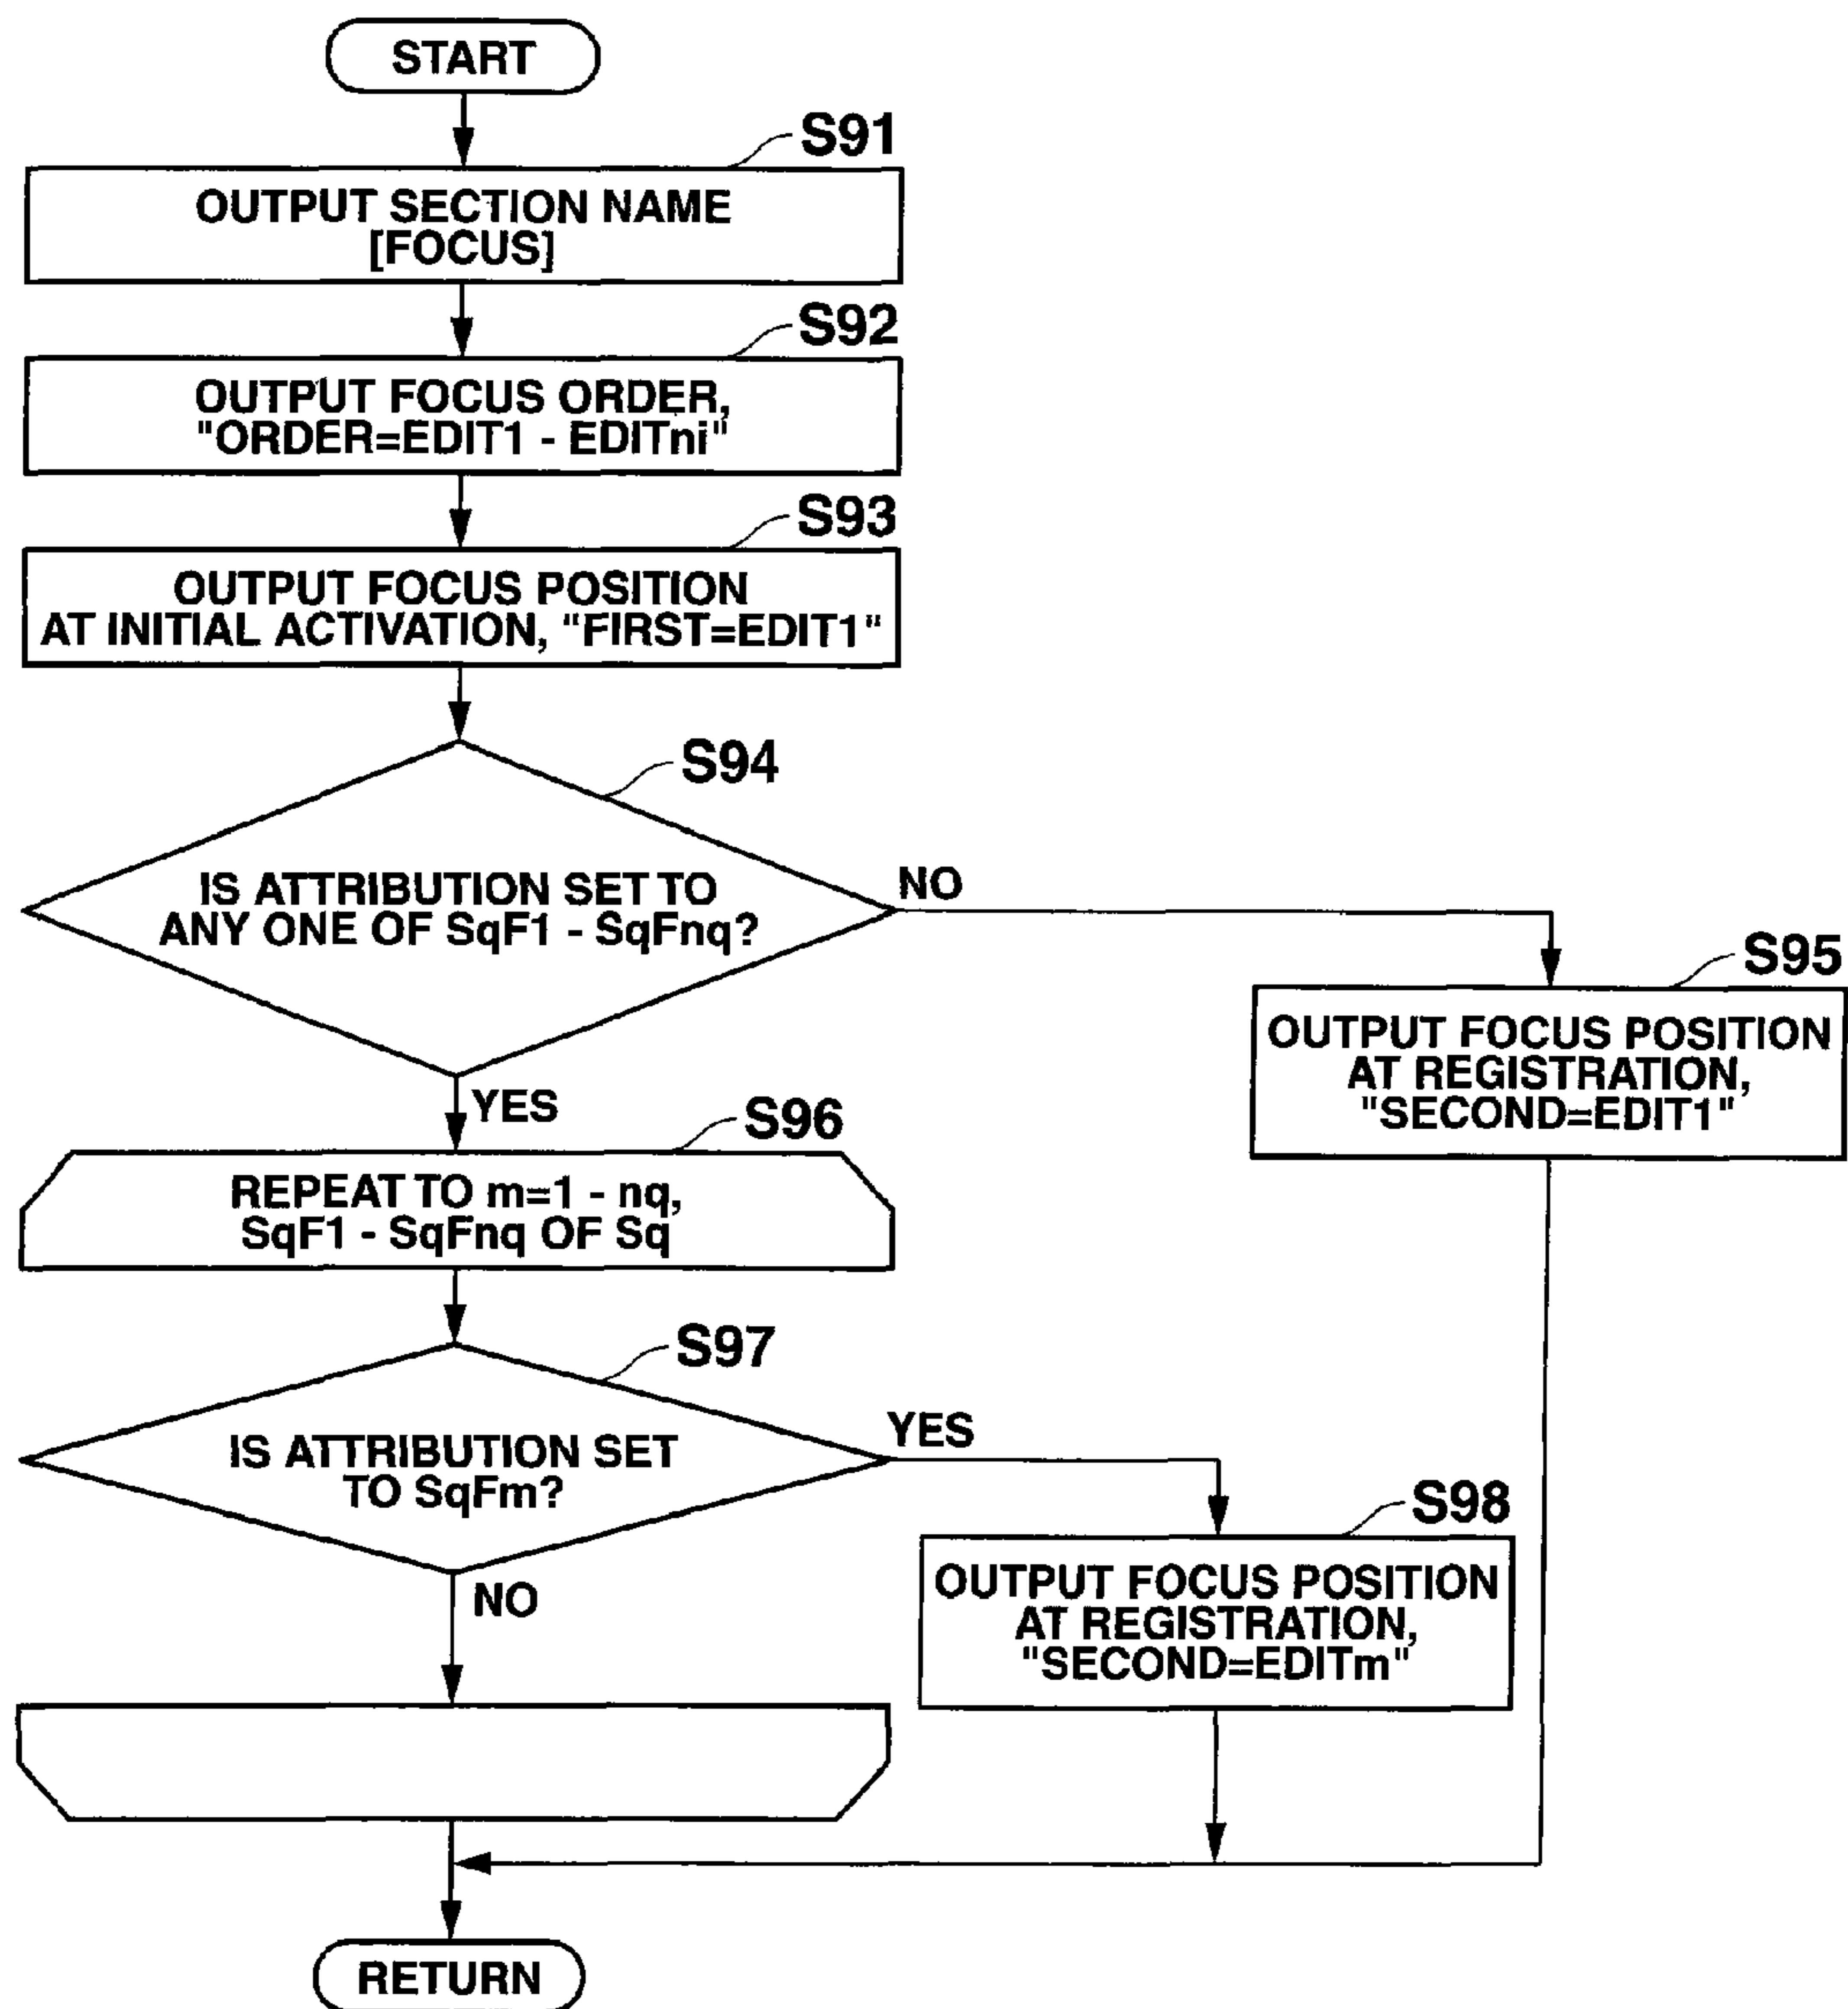 START
S91
OUTPUT SECTION NAME
[FOCUS]
S92
OUTPUT FOCUS ORDER,
"ORDER=EDIT1 - EDITni"
S93
OUTPUT FOCUS POSITION
AT INITIAL ACTIVATION, "FIRST=EDIT1"
S94
IS ATTRIBUTION SET TO
ANY ONE OF SqF1 - SqFnq?
NO
S95
OUTPUT FOCUS POSITION
AT REGISTRATION,
"SECOND=EDIT1"
YES
S96
REPEAT TO m=1 - nq,
SqF1 - SqFnq OF Sq
S97
IS ATTRIBUTION SET
TO SqFm?
YES
S98
OUTPUT FOCUS POSITION
AT REGISTRATION,
"SECOND=EDITm"
NO
RETURN